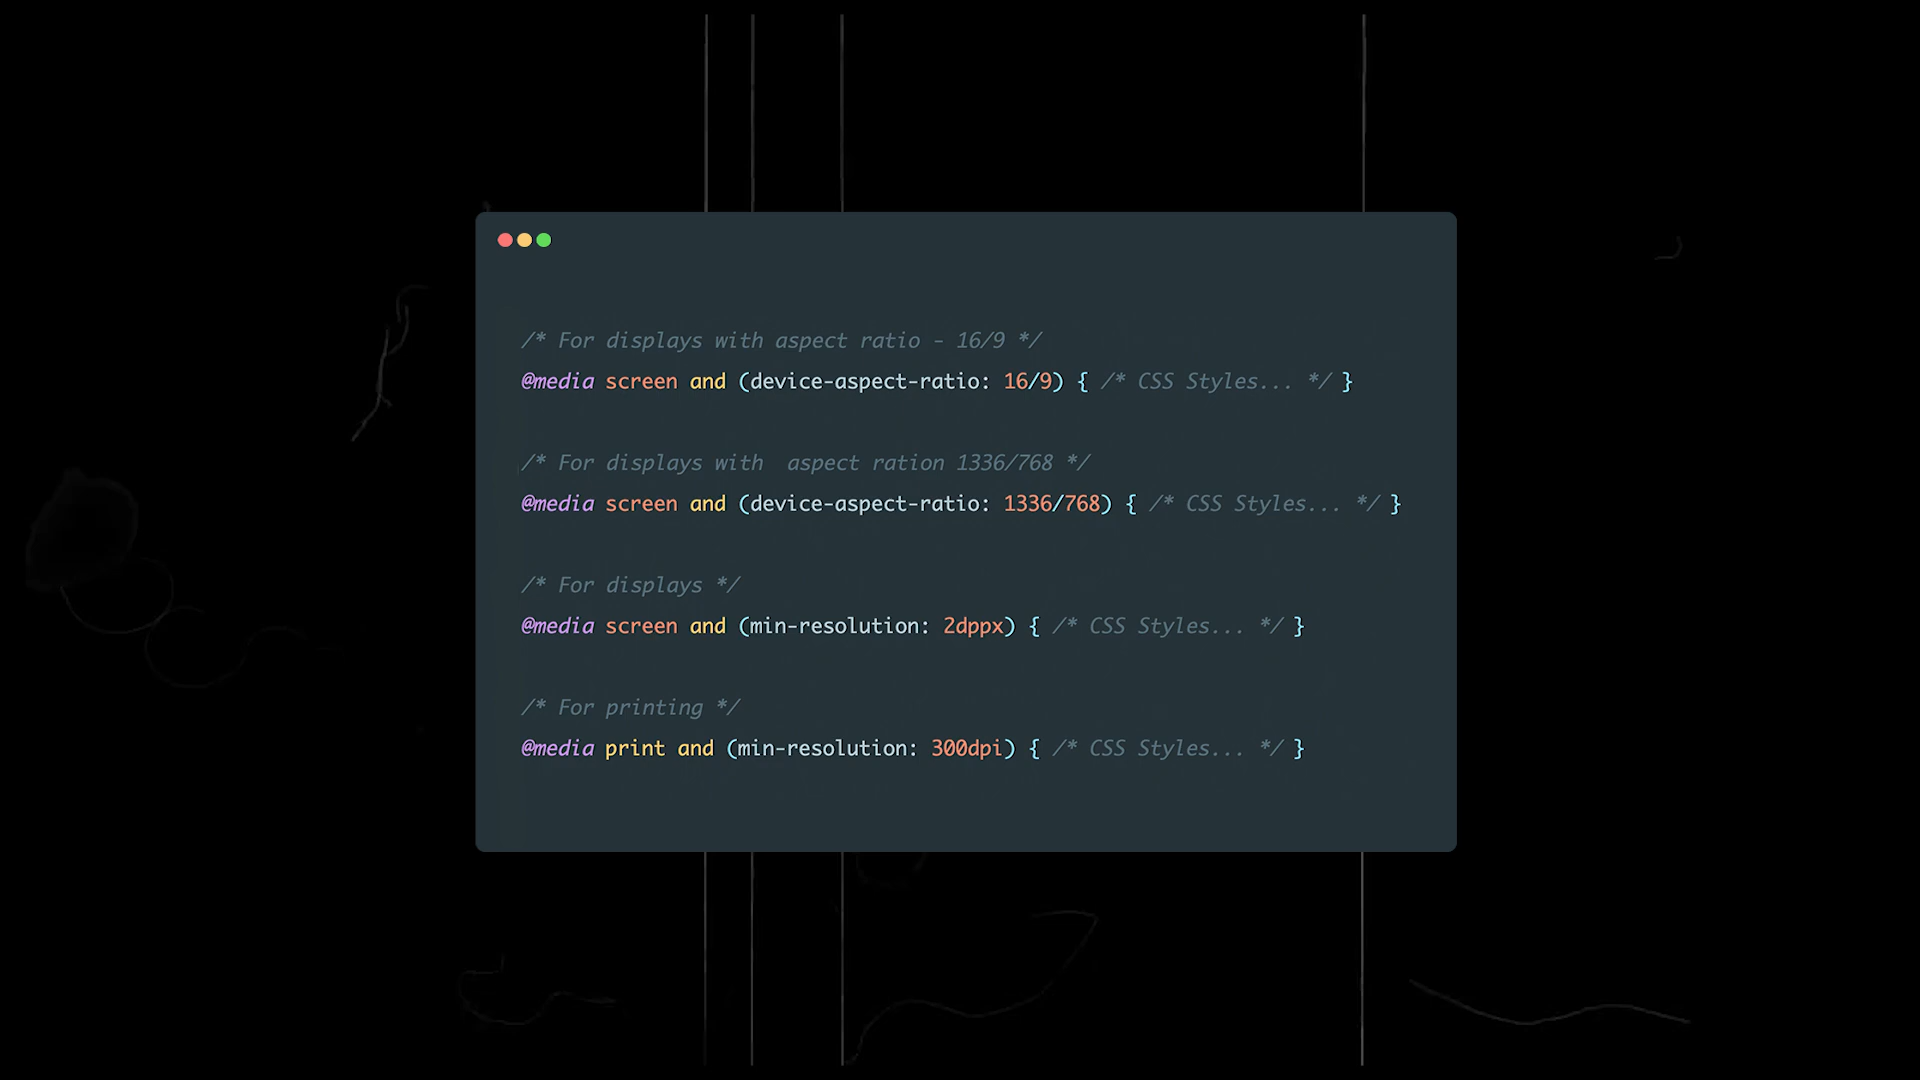 /* For displays with aspect ratio - 16/9 */
@media screen and (device-aspect-ratio: 16/9) { /* CSS Styles... */ }
/* For displays with  aspect ration 1336/768 */
@media screen and (device-aspect-ratio: 1336/768) { /* CSS Styles... */ }
/* For displays */
@media screen and (min-resolution: 2dppx) { /* CSS Styles... */ }
/* For printing */
@media print and (min-resolution: 300dpi) { /* CSS Styles... */ }